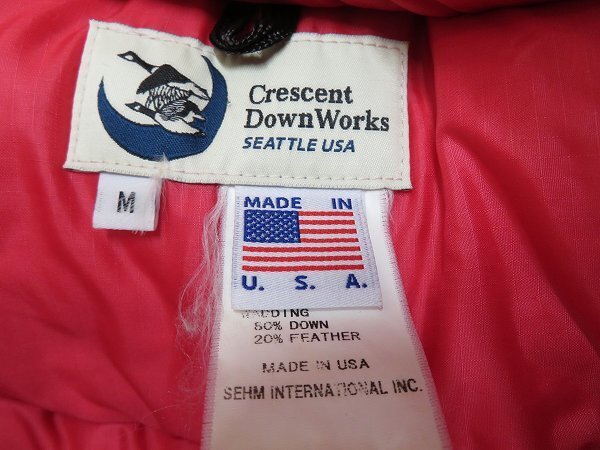 Crescent
DownWorks
SEATTLE USA
M
MADE IN
U. S. A.
80% DOWN
20% FEATHER
MADE IN USA
SEHM INTERNATIONAL INC.